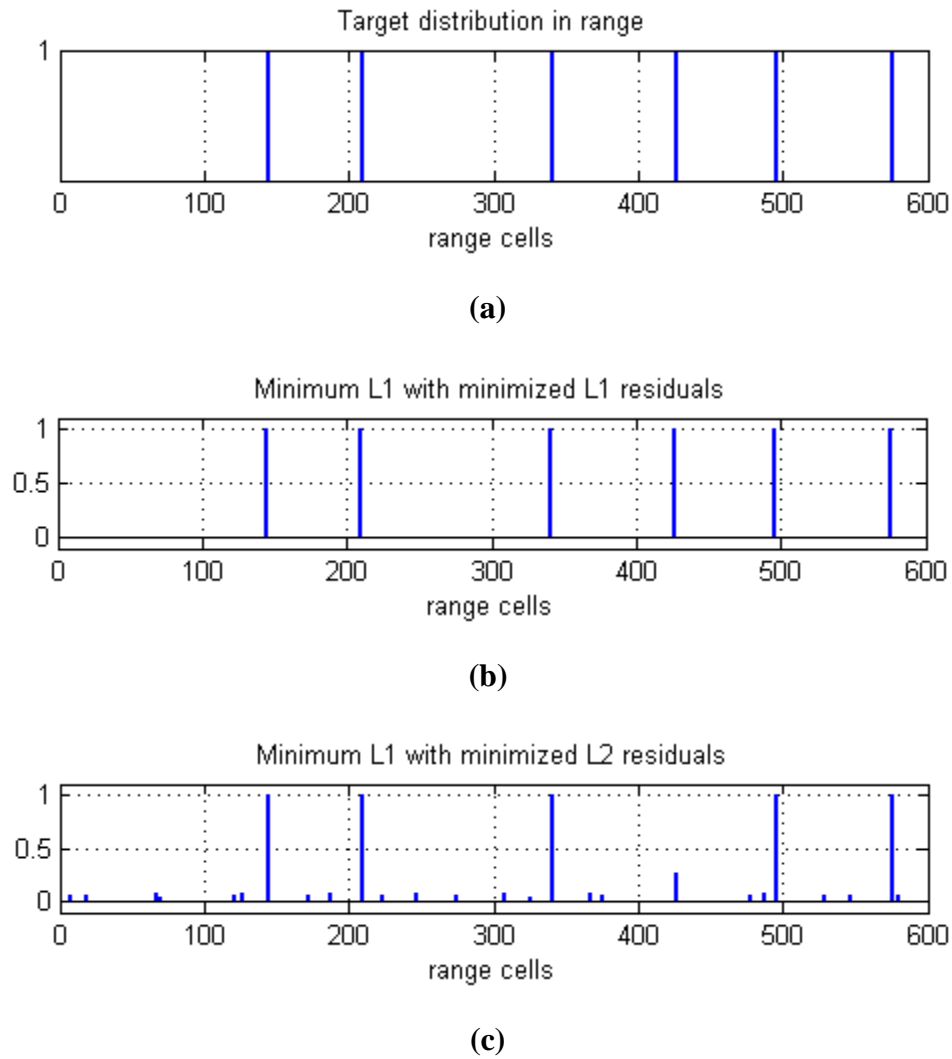 Target distribution in range
1
0 100 200 300 400 500 600
range cells
(a)
Minimum L1 with minimized L1 residuals
1
0.5
0
0 100 200 300 400 500 600
range cells
(b)
Minimum L1 with minimized L2 residuals
1
0.5
0
0 100 200 300 400 500 600
range cells
(c)